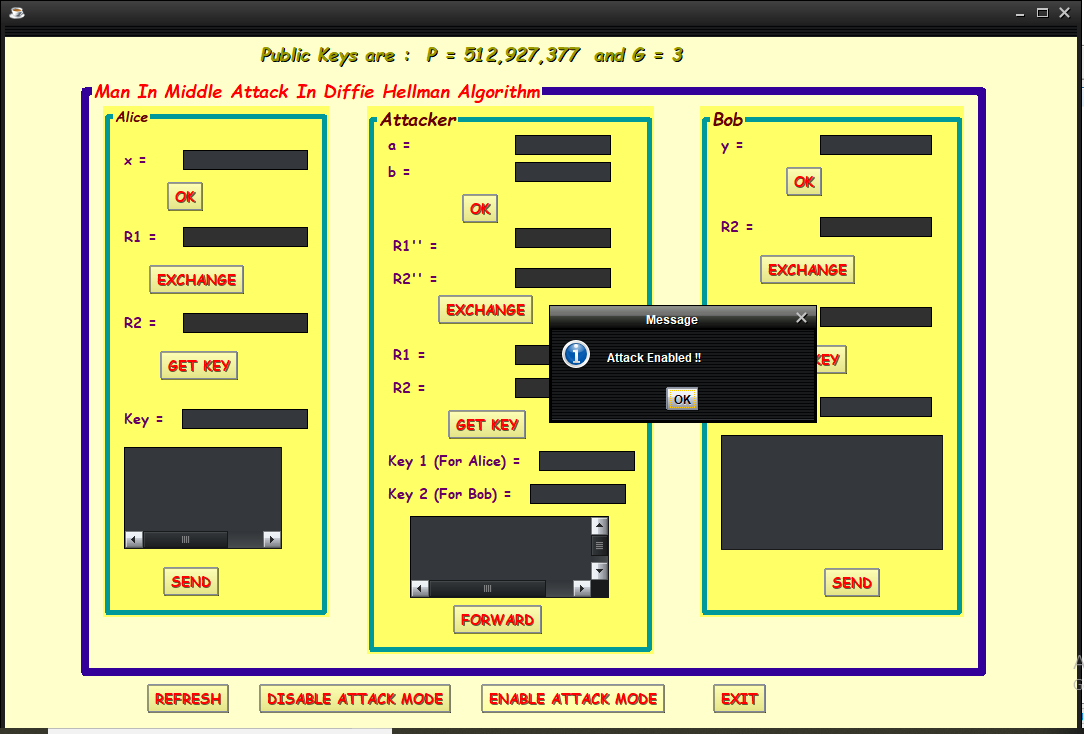 Public Keys are : P = 512,927,377 and G = 3
Man In Middle Attack In Diffie Hellman Algorithm
Alice
x =
OK
R1 =
EXCHANGE
R2 =
GET KEY
Key =
SEND
Attacker
a =
b =
OK
R1'' =
R2'' =
EXCHANGE
R1 =
R2 =
GET KEY
Key 1 (For Alice) =
Key 2 (For Bob) =
FORWARD
Bob
y =
OK
R2 =
EXCHANGE
KEY
SEND
Message
Attack Enabled !!
OK
REFRESH
DISABLE ATTACK MODE
ENABLE ATTACK MODE
EXIT